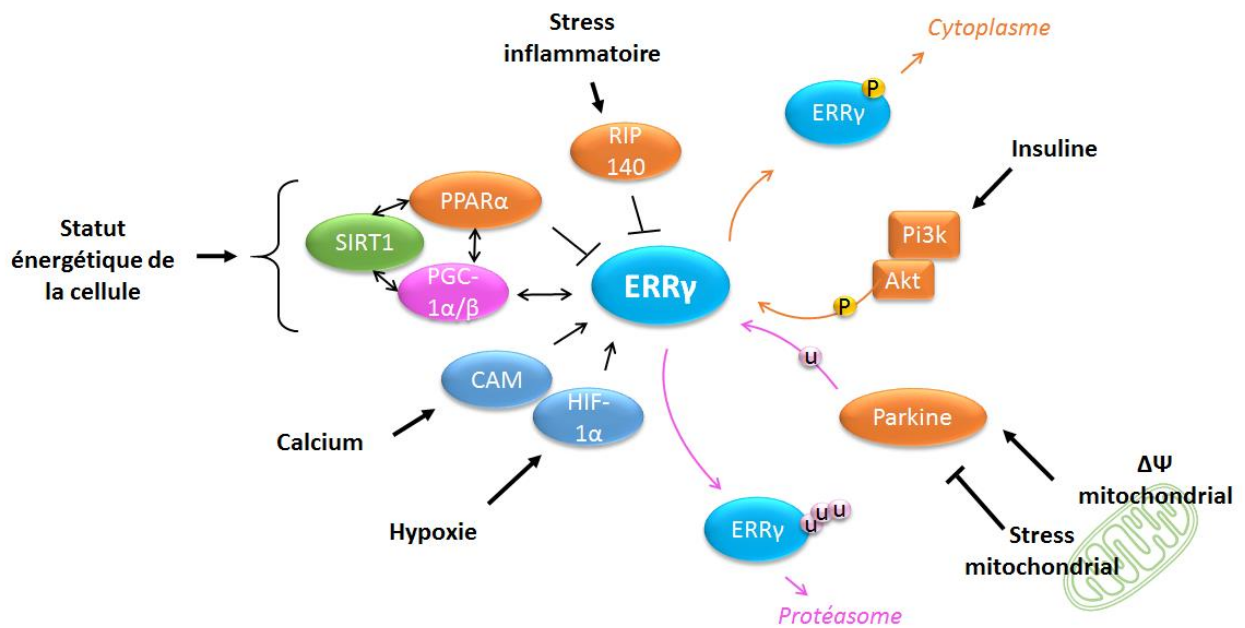 Stress
inflammatoire
Cytoplasme
P
ERRγ
RIP
140
Insuline
PPARα
SIRT1
PGC-
1α/β
Statut
énergétique de
la cellule
ERRγ
Pi3k
Akt
P
u
CAM
HIF-
1α
Parkine
Calcium
Hypoxie
ΔΨ
mitochondrial
Stress
mitochondrial
ERRγ
u u u
Protéasome